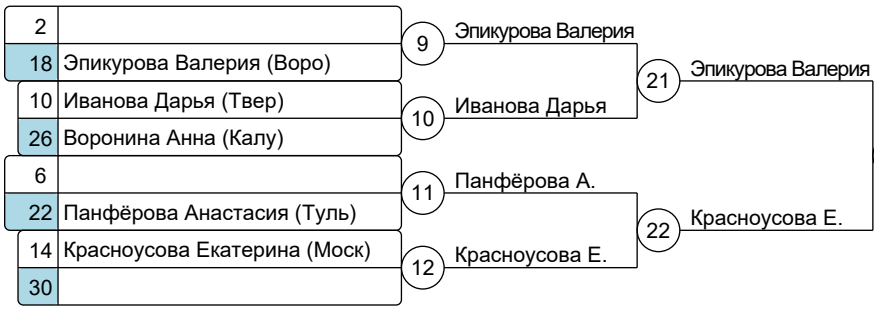 2
9
Эпикурова Валерия
18 Эпикурова Валерия (Воро)
21
Эпикурова Валерия
10 Иванова Дарья (Твер)
10
Иванова Дарья
26 Воронина Анна (Калу)
6
11
Панфёрова А.
22 Панфёрова Анастасия (Туль)
22
Красноусова Е.
14 Красноусова Екатерина (Моск)
12
Красноусова Е.
30